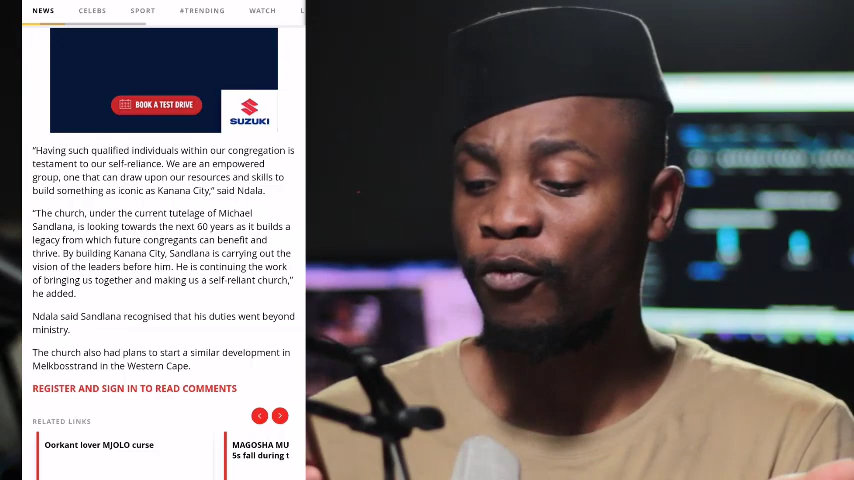 NEWS CELEBS SPORT #TRENDING WATCH
BOOK A TEST DRIVE
SUZUKI
“Having such qualified individuals within our congregation is
testament to our self-reliance. We are an empowered
group, one that can draw upon our resources and skills to
build something as iconic as Kanana City,” said Ndala.
“The church, under the current tutelage of Michael
Sandlana, is looking towards the next 60 years as it builds a
legacy from which future congregants can benefit and
thrive. By building Kanana City, Sandlana is carrying out the
vision of the leaders before him. He is continuing the work
of bringing us together and making us a self-reliant church,”
he added.
Ndala said Sandlana recognised that his duties went beyond
ministry.
The church also had plans to start a similar development in
Melkbosstrand in the Western Cape.
REGISTER AND SIGN IN TO READ COMMENTS
RELATED LINKS
Oorkant lover MJOLO curse
MAGOSHA MU
5s fall during t